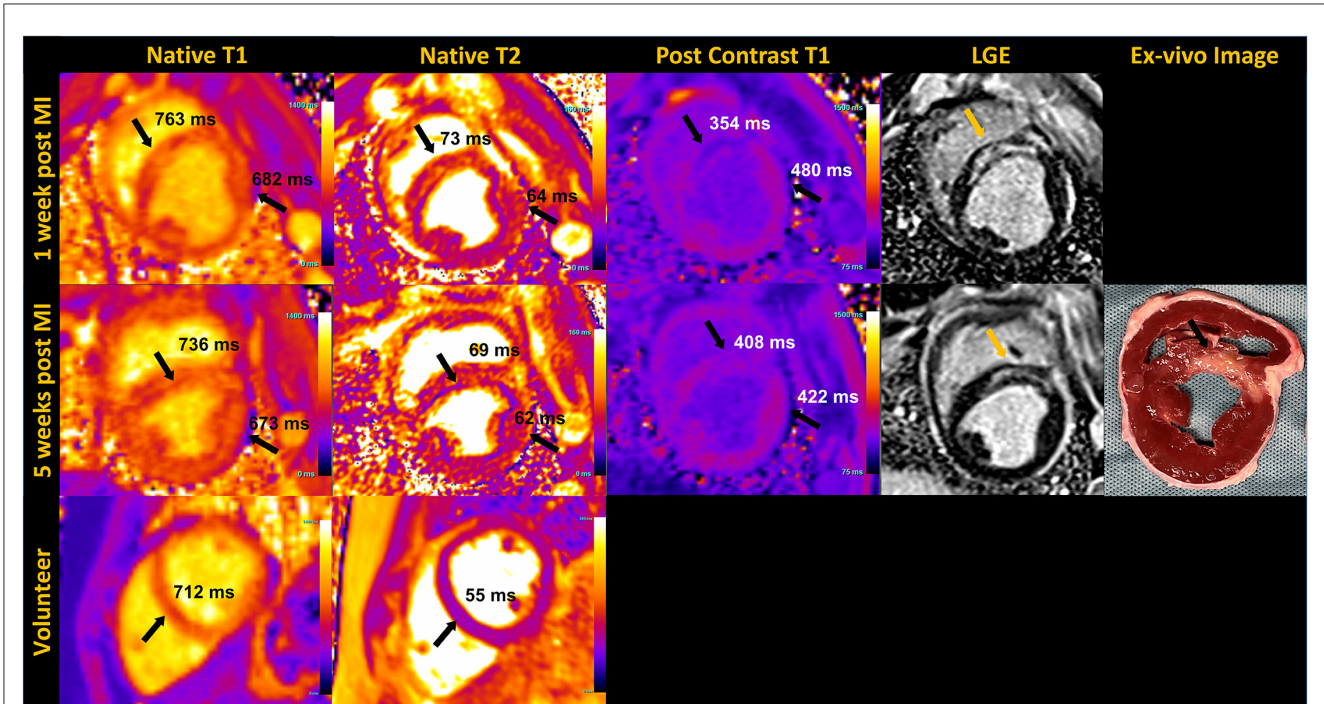 Native T1
Native T2
Post Contrast T1
LGE
Ex-vivo Image
1 week post MI
1400 ms
763 ms
682 ms
0 ms
73 ms
64 ms
0 ms
1500 ms
354 ms
480 ms
75 ms
5 weeks post MI
1400 ms
736 ms
673 ms
0 ms
160 ms
69 ms
62 ms
0 ms
1500 ms
408 ms
422 ms
75 ms
Volunteer
712 ms
55 ms